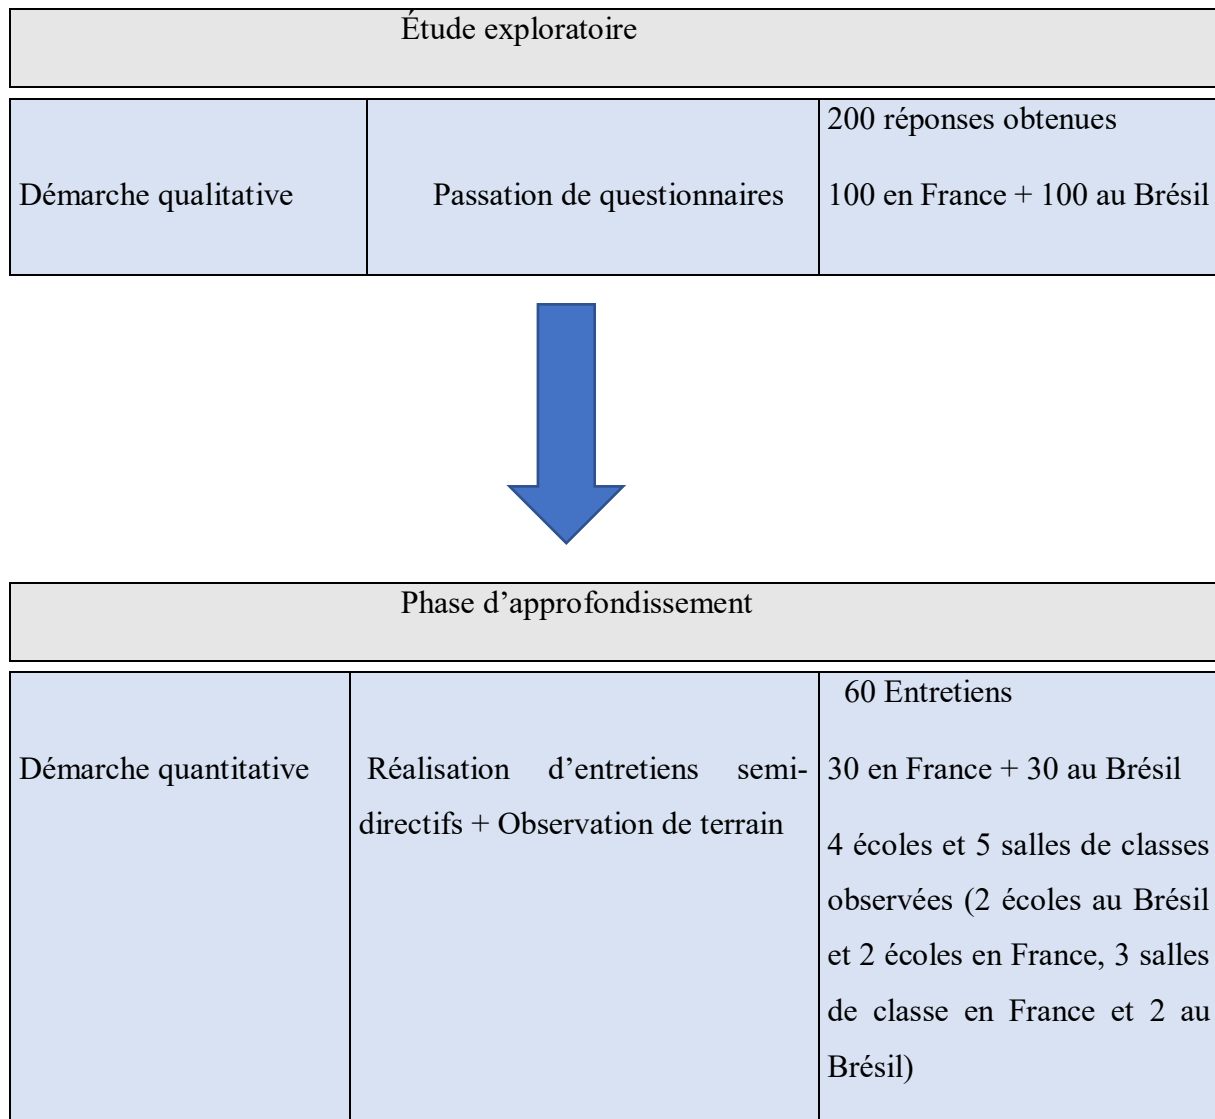 Étude exploratoire
Démarche qualitative
Passation de questionnaires
200 réponses obtenues
100 en France + 100 au Brésil
Phase d’approfondissement
Démarche quantitative
Réalisation d’entretiens semi-
directifs + Observation de terrain
60 Entretiens
30 en France + 30 au Brésil
4 écoles et 5 salles de classes
observées (2 écoles au Brésil
et 2 écoles en France, 3 salles
de classe en France et 2 au
Brésil)